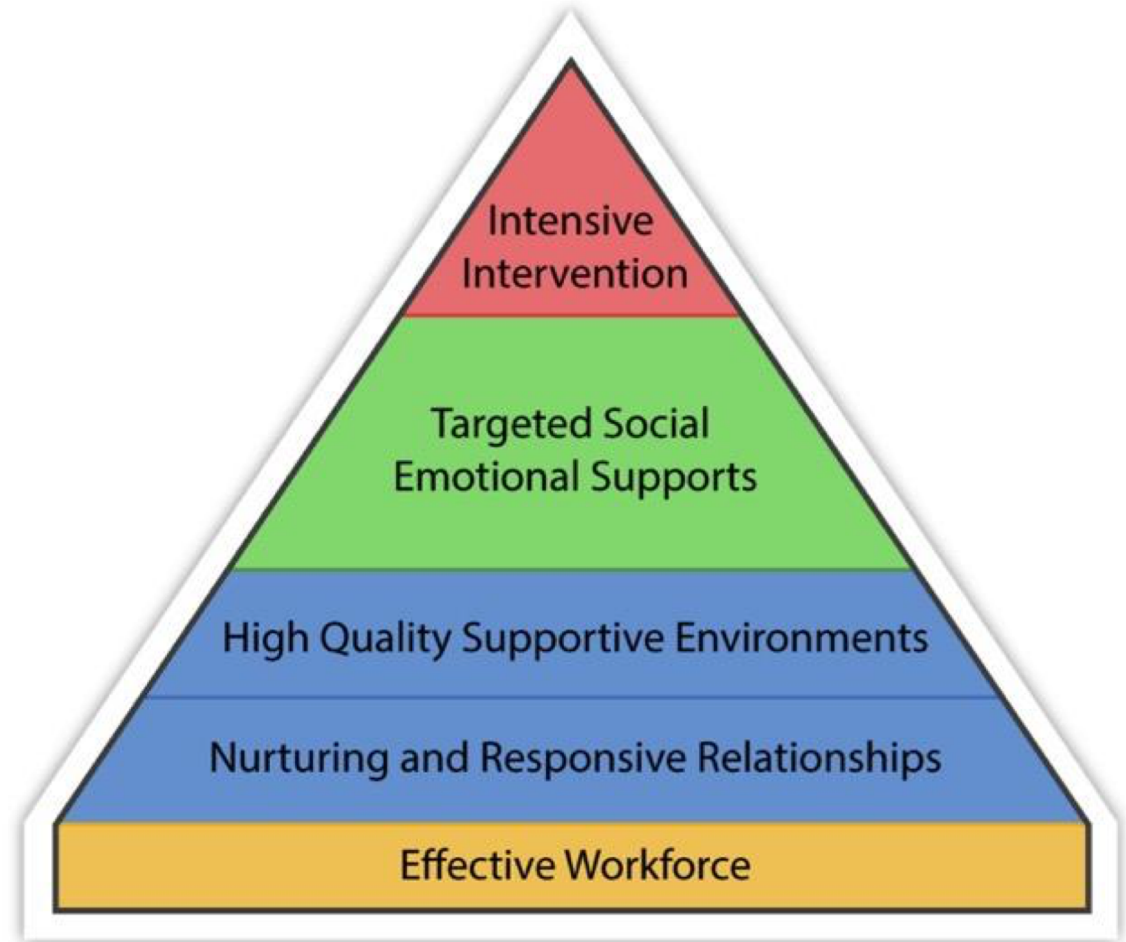 Intensive
Intervention
Targeted Social
Emotional Supports
High Quality Supportive Environments
Nurturing and Responsive Relationships
Effective Workforce